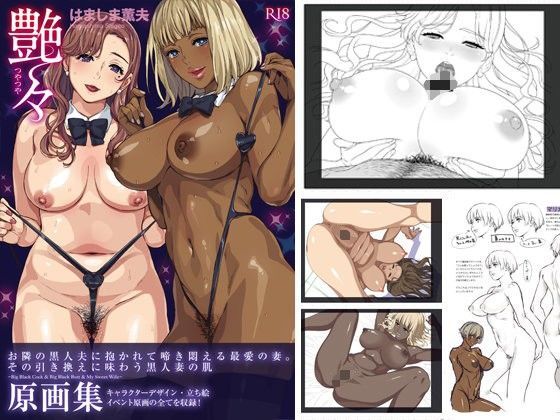 はましま薫夫
R18
艶々
つやつや
お隣の黒人夫に抱かれて啼き悶える最愛の妻。
その引き換えに味わう黒人妻の肌
~Big Black Cock & Big Black Butt & My Sweet Wife~
原画集
キャラクターデザイン・立ち絵
イベント原画の全てを収録!